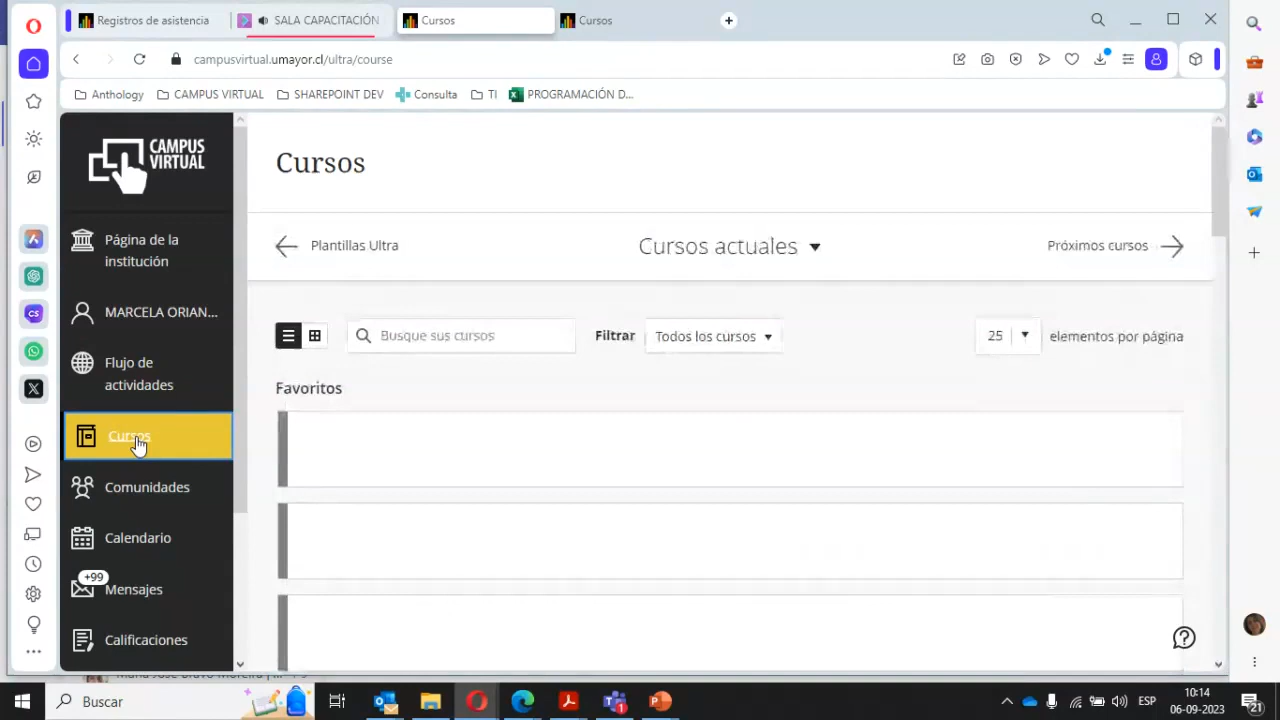 Registros de asistencia
SALA CAPACITACIÓN
Cursos
Cursos
campusvirtual.umayor.cl/ultra/course
Anthology
CAMPUS VIRTUAL
SHAREPOINT DEV
Consulta
TI
PROGRAMACIÓN D...
CAMPUS
VIRTUAL
Página de la
institución
MARCELA ORIAN...
Flujo de
actividades
Cursos
Comunidades
Calendario
+99
Mensajes
Calificaciones
Cursos
Plantillas Ultra
Cursos actuales
Próximos cursos
Busque sus cursos
Filtrar
Todos los cursos
25
elementos por página
Favoritos
Buscar
ESP
10:14
06-09-2023
21